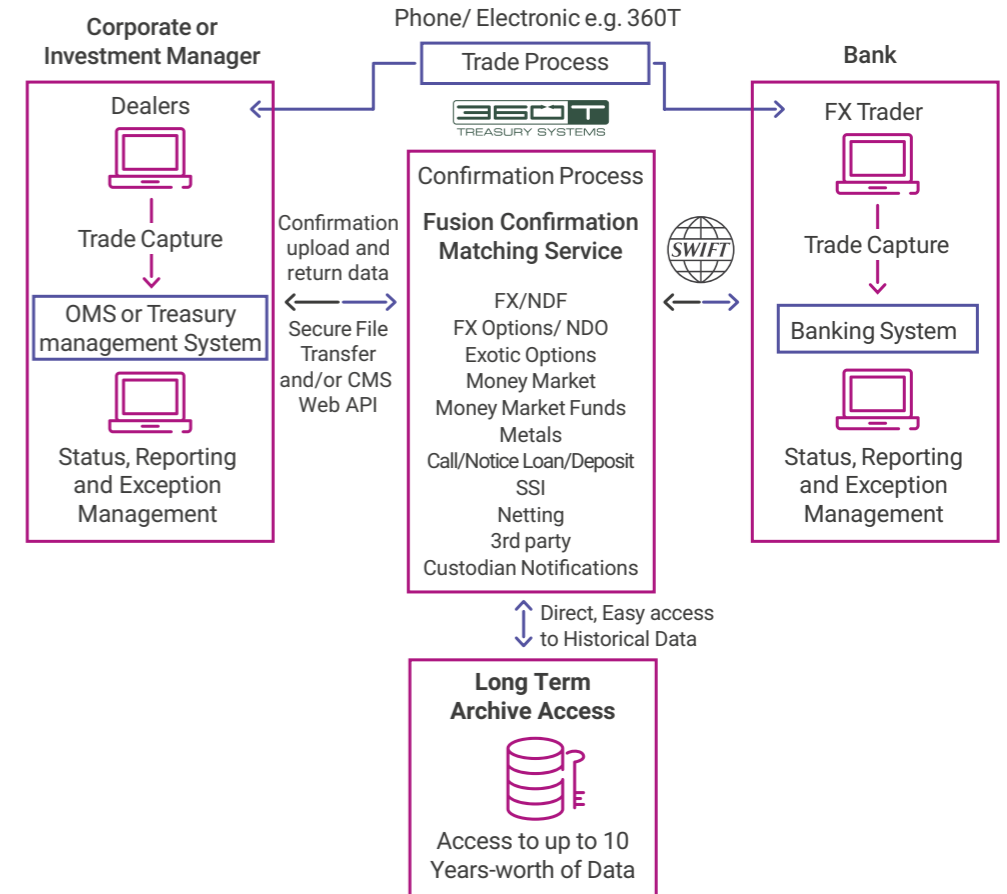 Phone/ Electronic e.g. 360T
Trade Process
360T
TREASURY SYSTEMS
Corporate or
Investment Manager
Dealers
Trade Capture
OMS or Treasury
management System
Status, Reporting
and Exception
Management
Confirmation
upload and
return data
Secure File
Transfer
and/or CMS
Web API
Confirmation Process
Fusion Confirmation
Matching Service
FX/NDF
FX Options/ NDO
Exotic Options
Money Market
Money Market Funds
Metals
Call/Notice Loan/Deposit
SSI
Netting
3rd party
Custodian Notifications
SWIFT
Bank
FX Trader
Trade Capture
Banking System
Status, Reporting
and Exception
Management
Direct, Easy access
to Historical Data
Long Term
Archive Access
Access to up to 10
Years-worth of Data